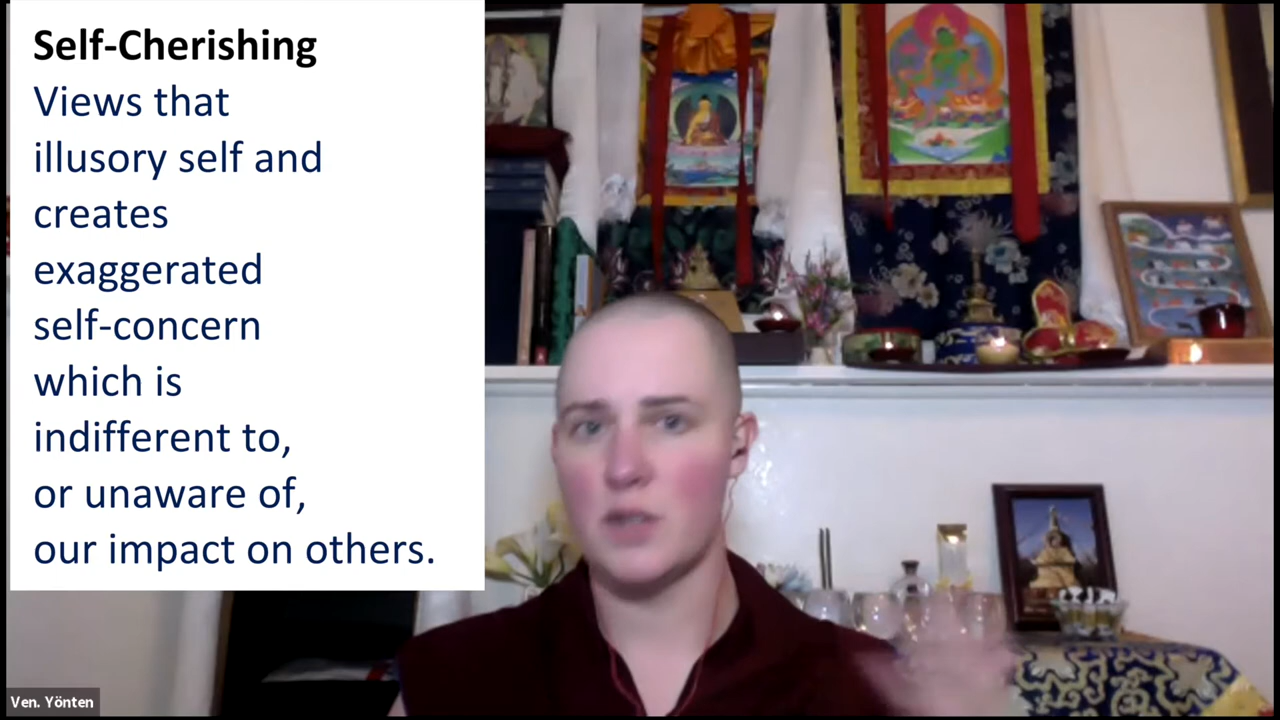 Self-Cherishing
Views that
illusory self and
creates
exaggerated
self-concern
which is
indifferent to,
or unaware of,
our impact on others.
Ven. Yönten